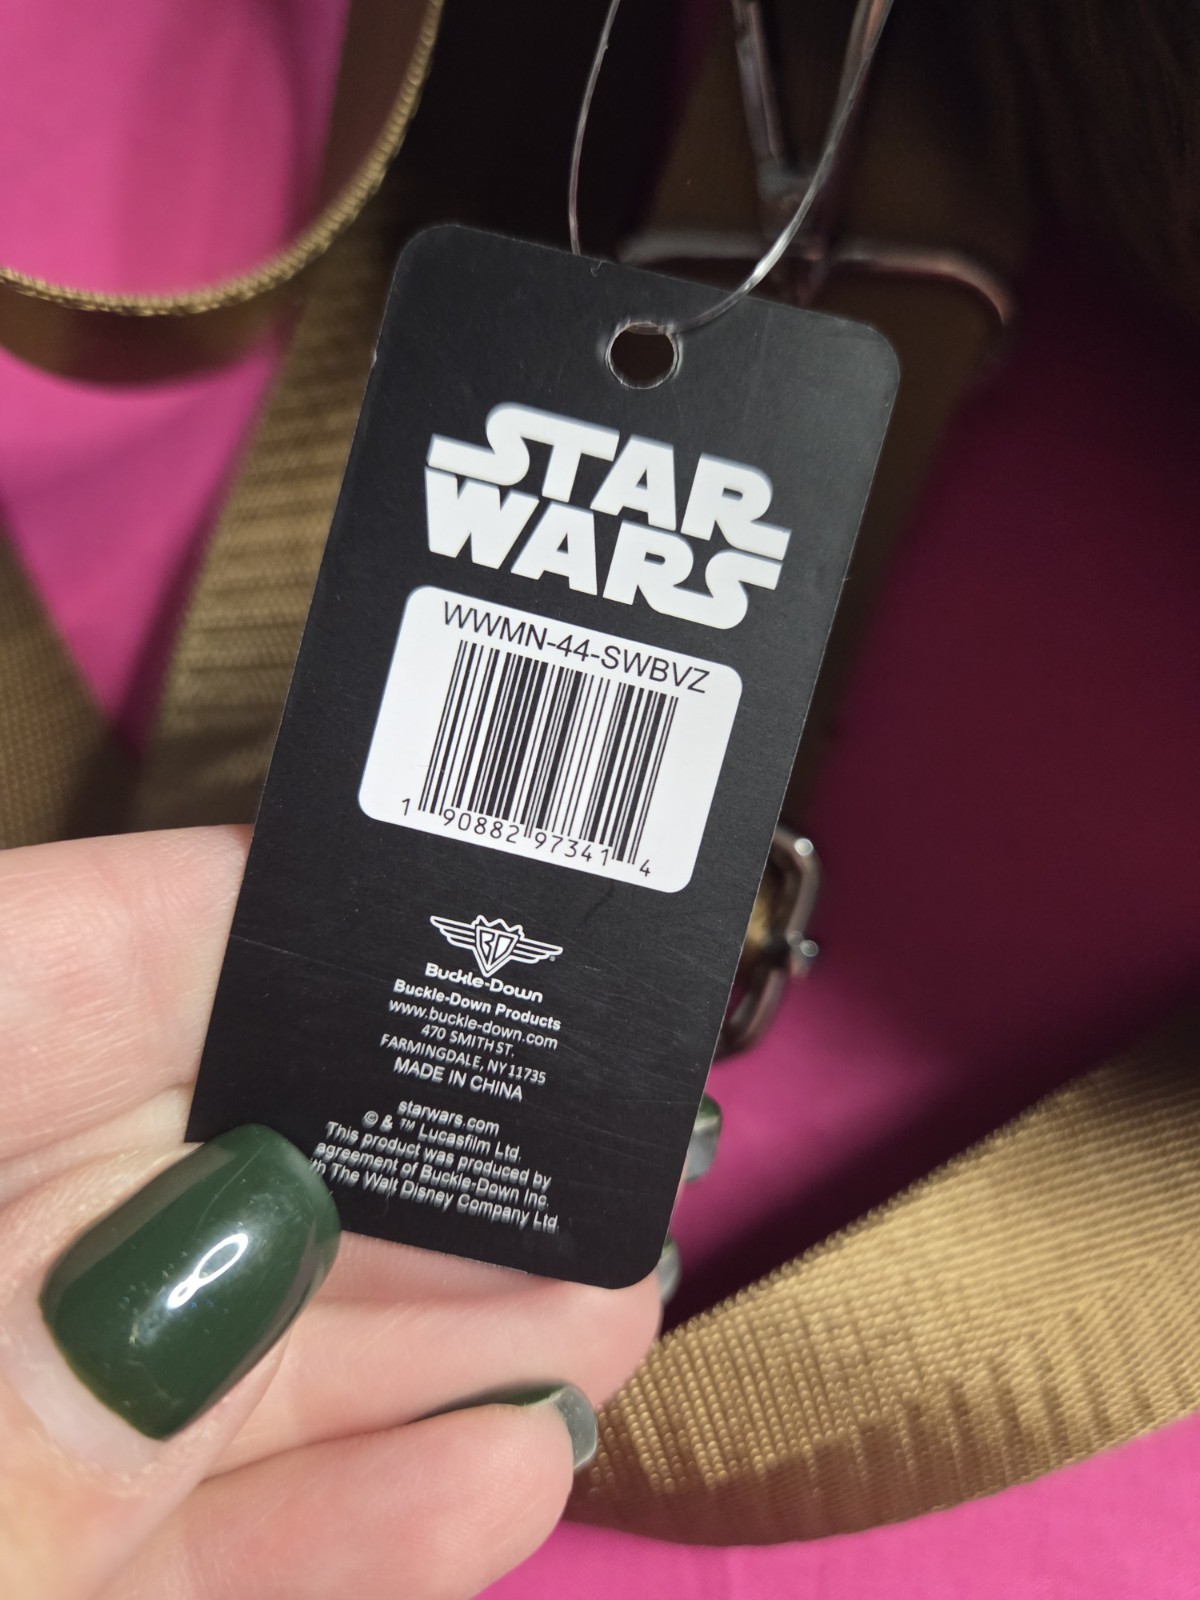 STAR
WARS
WWMN-44-SWBVZ
1 90882 97341 4
BD
Buckle-Down
Buckle-Down Products
www.buckle-down.com
470 SMITH ST.
FARMINGDALE, NY 11735
MADE IN CHINA
starwars.com
© & ™ Lucasfilm Ltd.
This product was produced by
agreement of Buckle-Down Inc.
The Walt Disney Company Ltd.